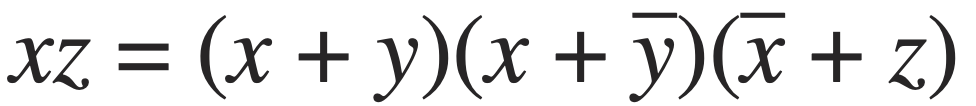 xz = (x + y)(x + y̅)(x̅ + z)